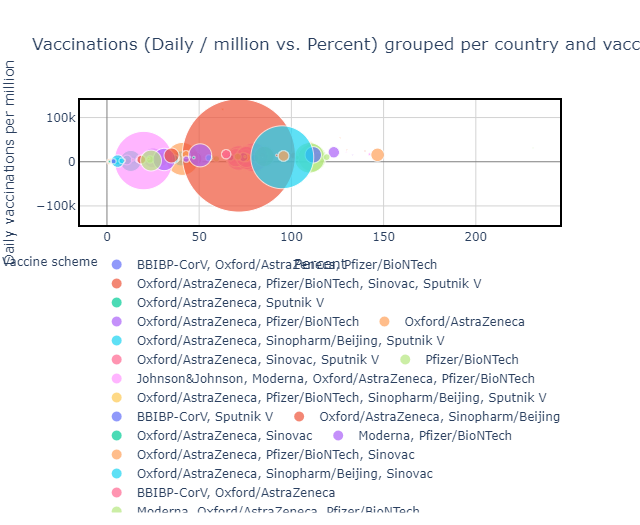 Vaccinations (Daily / million vs. Percent) grouped per country and vacc
Daily vaccinations per million
100k
0
−100k
0 50 100 150 200
Percent
Vaccine scheme
BBIBP-CorV, Oxford/AstraZeneca, Pfizer/BioNTech
Oxford/AstraZeneca, Pfizer/BioNTech, Sinovac, Sputnik V
Oxford/AstraZeneca, Sputnik V
Oxford/AstraZeneca, Pfizer/BioNTech Oxford/AstraZeneca
Oxford/AstraZeneca, Sinopharm/Beijing, Sputnik V
Oxford/AstraZeneca, Sinovac, Sputnik V Pfizer/BioNTech
Johnson&Johnson, Moderna, Oxford/AstraZeneca, Pfizer/BioNTech
Oxford/AstraZeneca, Pfizer/BioNTech, Sinopharm/Beijing, Sputnik V
BBIBP-CorV, Sputnik V Oxford/AstraZeneca, Sinopharm/Beijing
Oxford/AstraZeneca, Sinovac Moderna, Pfizer/BioNTech
Oxford/AstraZeneca, Pfizer/BioNTech, Sinovac
Oxford/AstraZeneca, Sinopharm/Beijing, Sinovac
BBIBP-CorV, Oxford/AstraZeneca
Moderna, Oxford/AstraZeneca, Pfizer/BioNTech